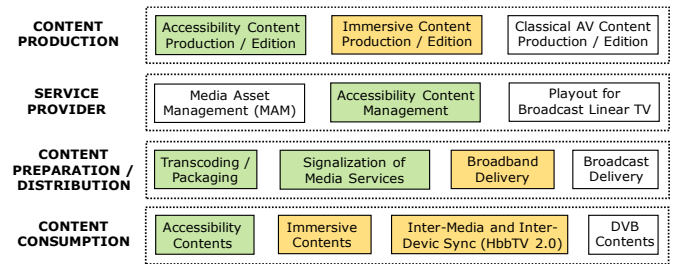 CONTENT
PRODUCTION
Accessibility Content
Production / Edition
Immersive Content
Production / Edition
Classical AV Content
Production / Edition
SERVICE
PROVIDER
Media Asset
Management (MAM)
Accessibility Content
Management
Playout for
Broadcast Linear TV
CONTENT
PREPARATION /
DISTRIBUTION
Transcoding /
Packaging
Signalization of
Media Services
Broadband
Delivery
Broadcast
Delivery
CONTENT
CONSUMPTION
Accessibility
Contents
Immersive
Contents
Inter-Media and Inter-
Devic Sync (HbbTV 2.0)
DVB
Contents